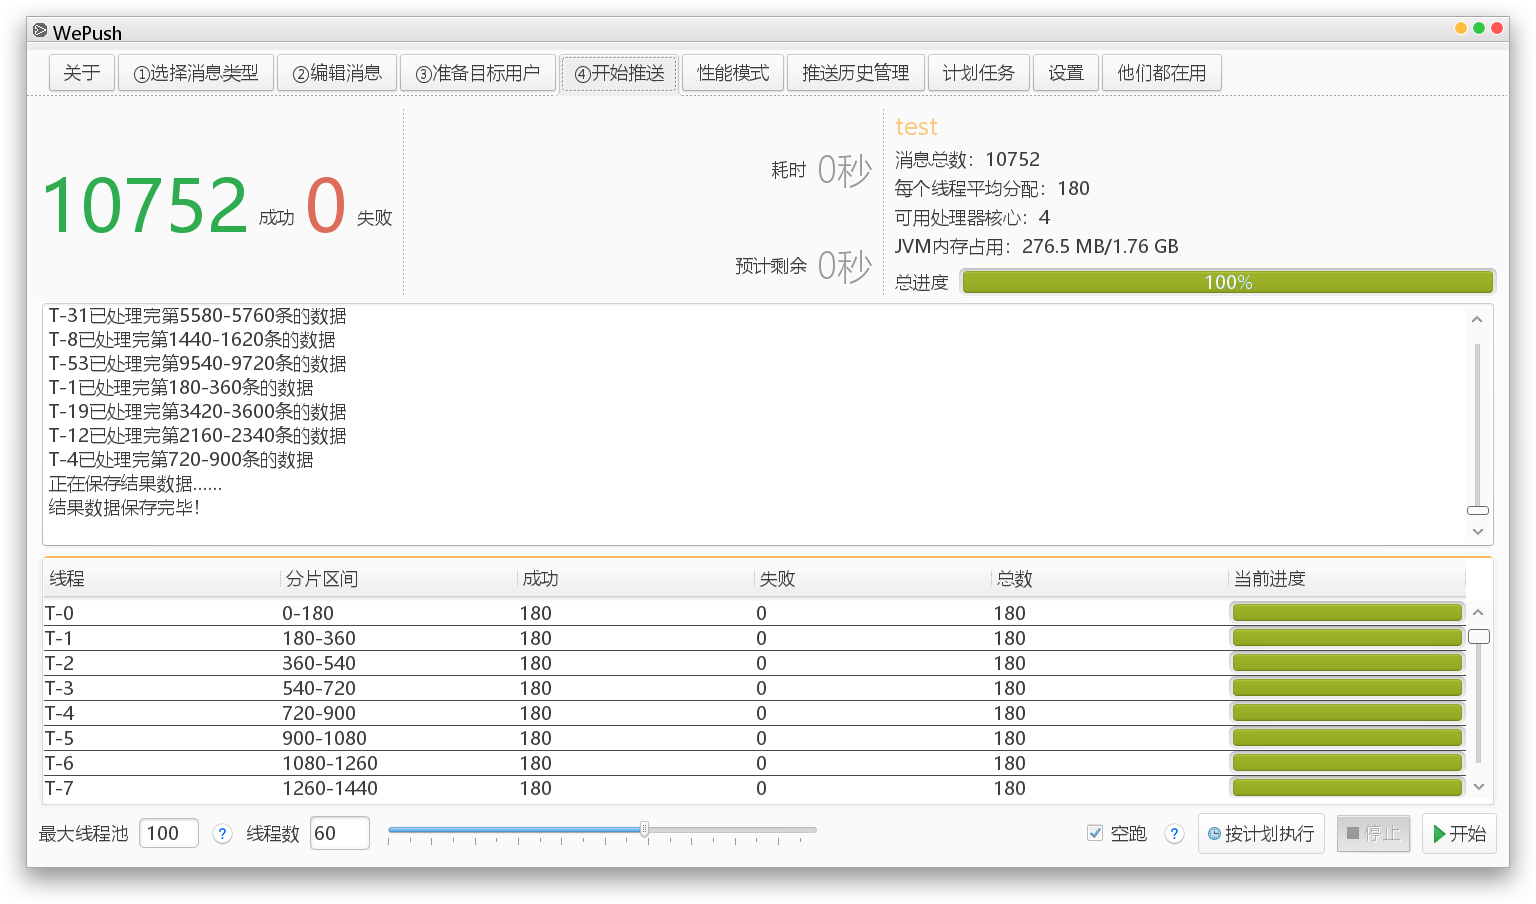 WePush
关于 ①选择消息类型 ②编辑消息 ③准备目标用户 ④开始推送 性能模式 推送历史管理 计划任务 设置 他们都在用
10752 成功 0 失败
耗时 0秒
预计剩余 0秒
test
消息总数：10752
每个线程平均分配：180
可用处理器核心：4
JVM内存占用：276.5 MB/1.76 GB
总进度 100%
T-31已处理完第5580-5760条的数据
T-8已处理完第1440-1620条的数据
T-53已处理完第9540-9720条的数据
T-1已处理完第180-360条的数据
T-19已处理完第3420-3600条的数据
T-12已处理完第2160-2340条的数据
T-4已处理完第720-900条的数据
正在保存结果数据......
结果数据保存完毕！
线程 分片区间 成功 失败 总数 当前进度
T-0 0-180 180 0 180
T-1 180-360 180 0 180
T-2 360-540 180 0 180
T-3 540-720 180 0 180
T-4 720-900 180 0 180
T-5 900-1080 180 0 180
T-6 1080-1260 180 0 180
T-7 1260-1440 180 0 180
最大线程池 100 ? 线程数 60 空跑 ? 按计划执行 停止 开始